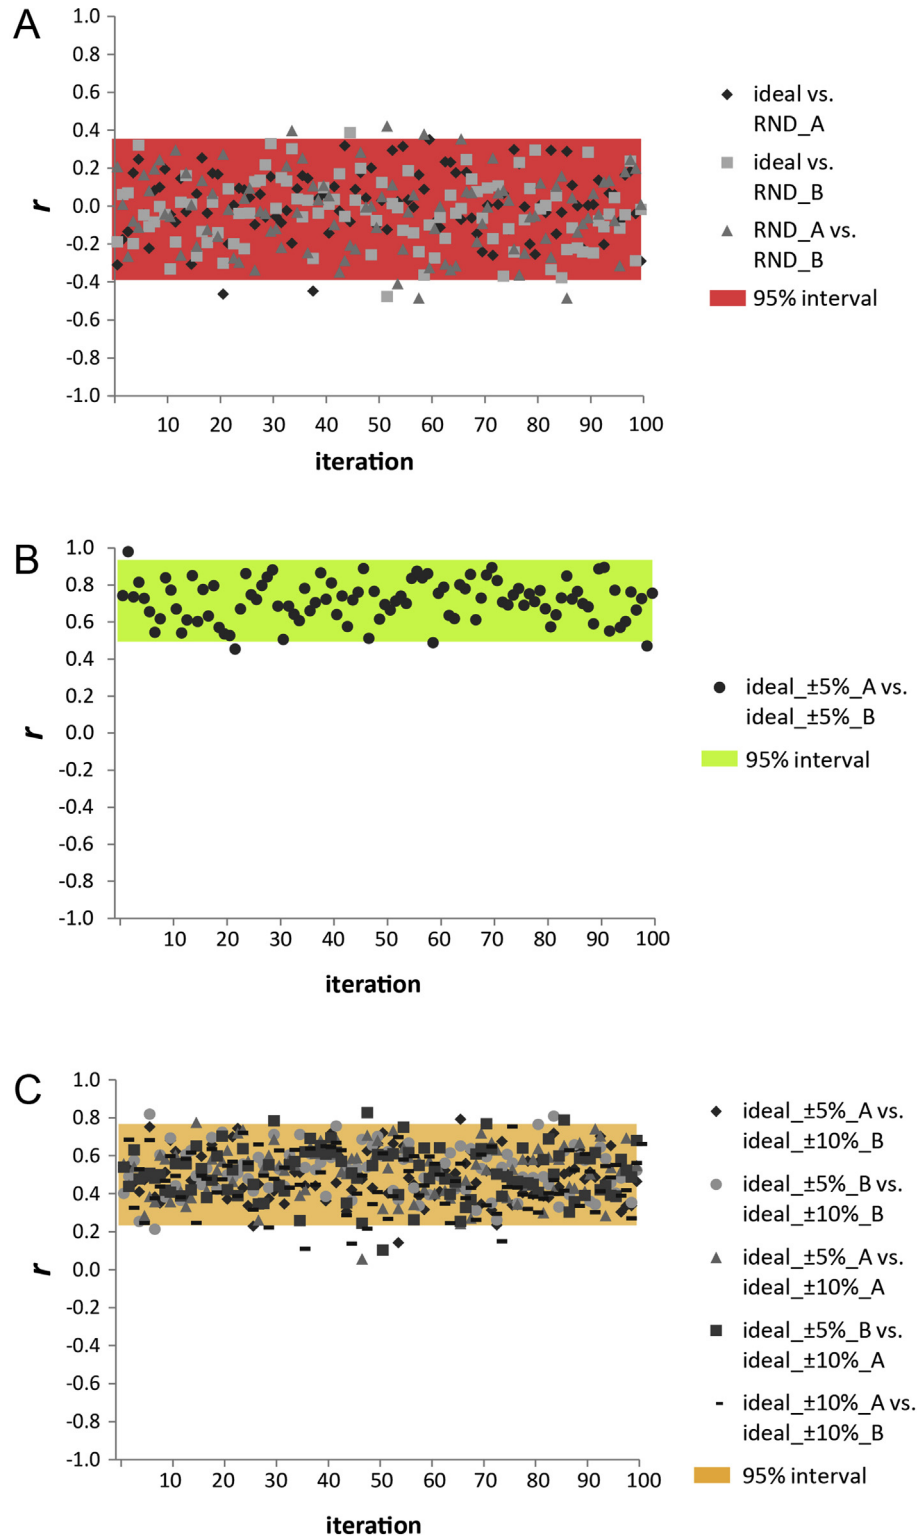 A
1.0
0.8
0.6
0.4
0.2
0.0
-0.2
-0.4
-0.6
-0.8
-1.0
r
10 20 30 40 50 60 70 80 90 100
iteration
ideal vs.
RND_A
ideal vs.
RND_B
RND_A vs.
RND_B
95% interval
B
1.0
0.8
0.6
0.4
0.2
0.0
-0.2
-0.4
-0.6
-0.8
-1.0
r
10 20 30 40 50 60 70 80 90 100
iteration
ideal_±5%_A vs.
ideal_±5%_B
95% interval
C
1.0
0.8
0.6
0.4
0.2
0.0
-0.2
-0.4
-0.6
-0.8
-1.0
r
10 20 30 40 50 60 70 80 90 100
iteration
ideal_±5%_A vs.
ideal_±10%_B
ideal_±5%_B vs.
ideal_±10%_B
ideal_±5%_A vs.
ideal_±10%_A
ideal_±5%_B vs.
ideal_±10%_A
ideal_±10%_A vs.
ideal_±10%_B
95% interval